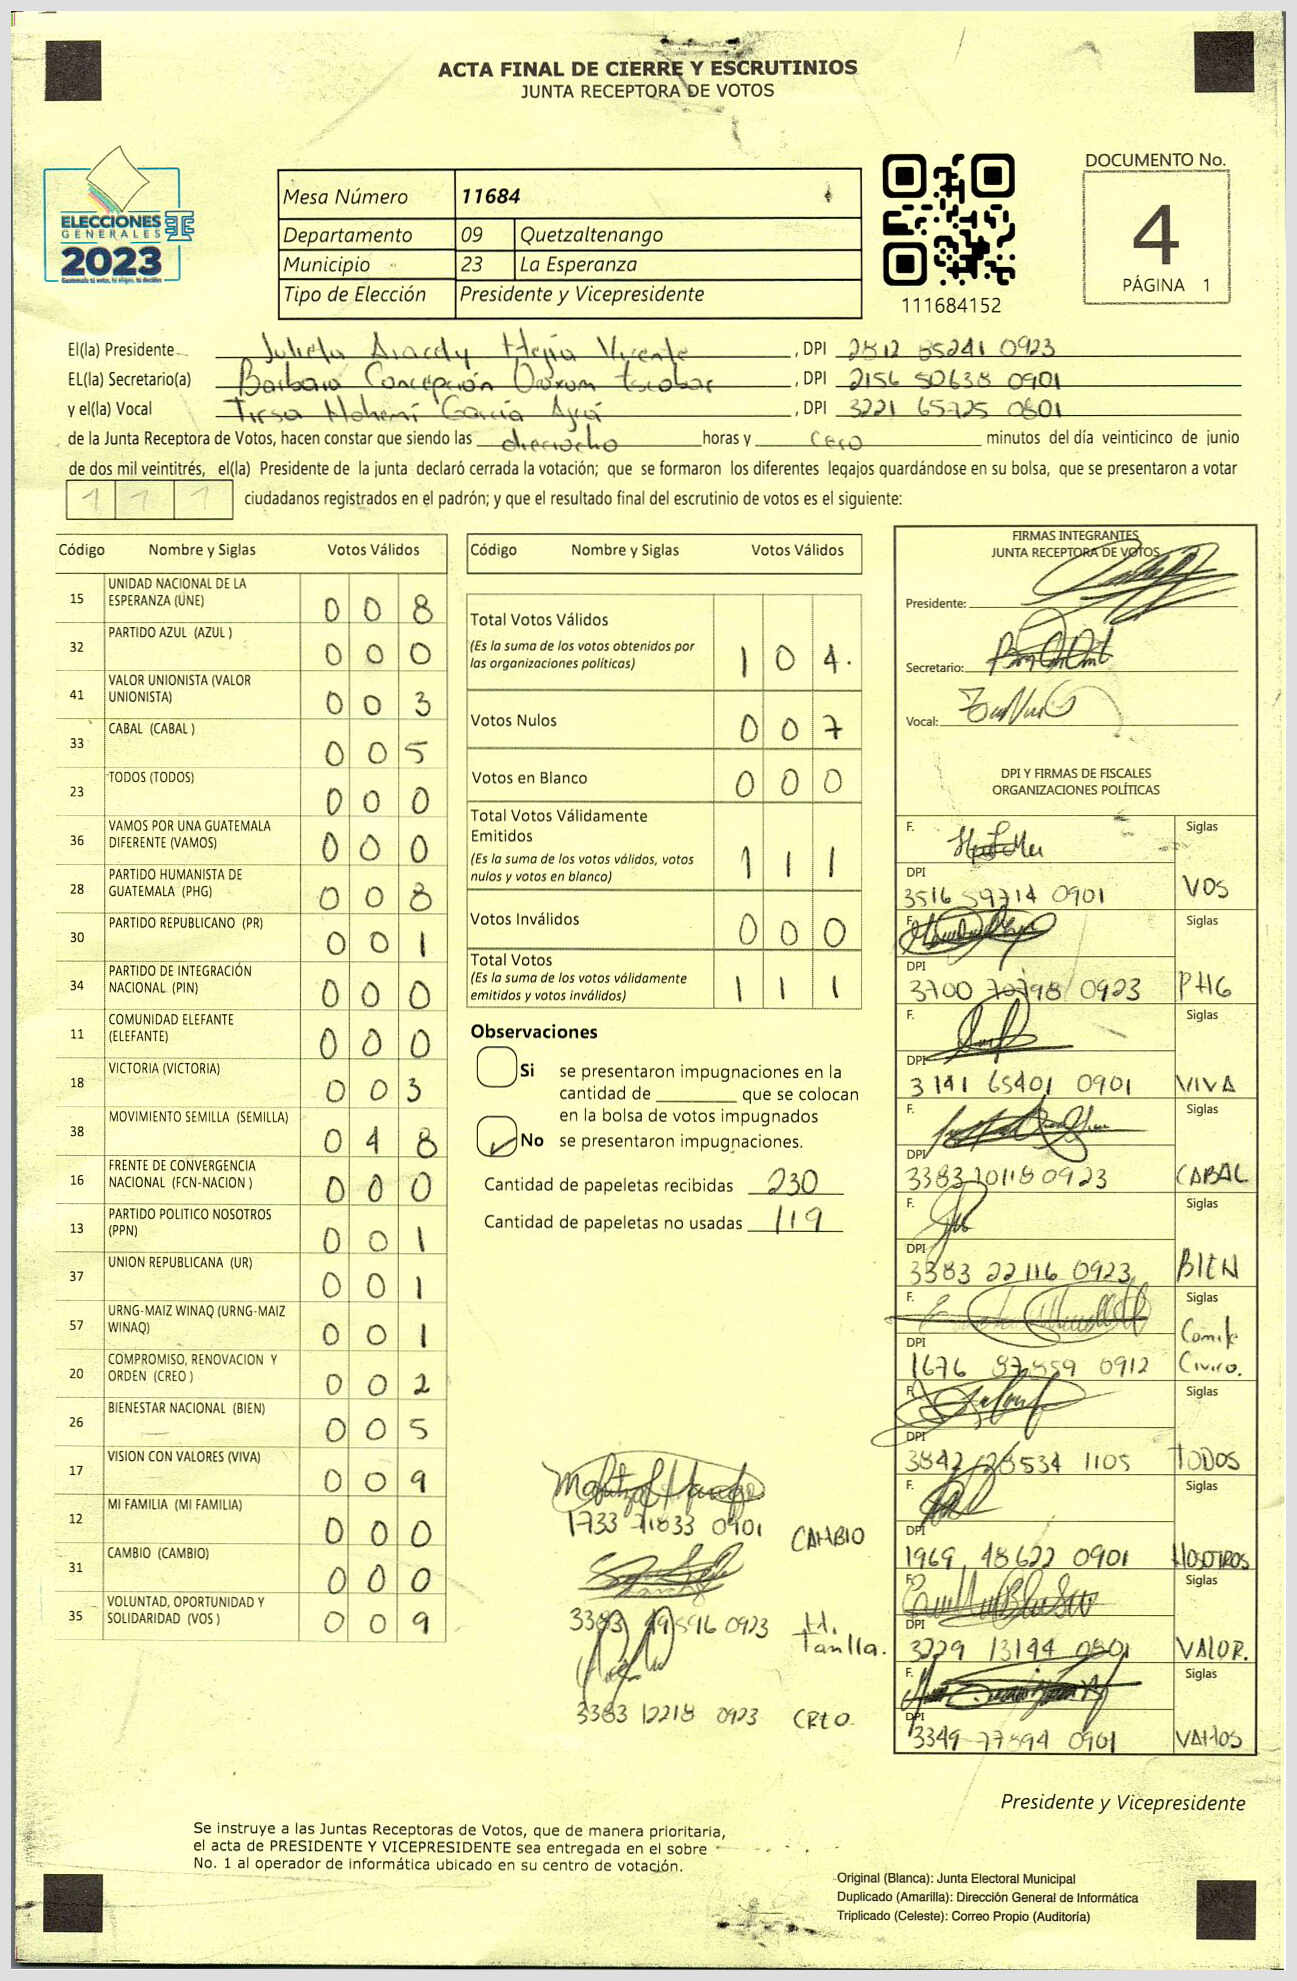 ACTA FINAL DE CIERRE Y ESCRUTINIOS
JUNTA RECEPTORA DE VOTOS
ELECCIONES
GENERALES
2023
Mesa Número 11684
Departamento 09 Quetzaltenango
Municipio 23 La Esperanza
Tipo de Elección Presidente y Vicepresidente
111684152
DOCUMENTO No.
4
PÁGINA 1
El(la) Presidente Julieta Aracely Mejía Vicente, DPI 2812 85241 0923
EL(la) Secretario(a) Barbara Concepción Escobar, DPI 2156 50638 0901
y el(la) Vocal Tirsa Nohemí García, DPI 3221 65725 0801
de la Junta Receptora de Votos, hacen constar que siendo las dieciocho horas y cero minutos del día veinticinco de junio
de dos mil veintitrés, el(la) Presidente de la junta declaró cerrada la votación; que se formaron los diferentes legajos guardándose en su bolsa, que se presentaron a votar
111 ciudadanos registrados en el padrón; y que el resultado final del escrutinio de votos es el siguiente:
Código Nombre y Siglas Votos Válidos
15 UNIDAD NACIONAL DE LA ESPERANZA (UNE) 0 0 8
32 PARTIDO AZUL (AZUL ) 0 0 0
41 VALOR UNIONISTA (VALOR UNIONISTA) 0 0 3
33 CABAL (CABAL ) 0 0 5
23 TODOS (TODOS) 0 0 0
36 VAMOS POR UNA GUATEMALA DIFERENTE (VAMOS) 0 0 0
28 PARTIDO HUMANISTA DE GUATEMALA (PHG) 0 0 8
30 PARTIDO REPUBLICANO (PR) 0 0 1
34 PARTIDO DE INTEGRACIÓN NACIONAL (PIN) 0 0 0
11 COMUNIDAD ELEFANTE (ELEFANTE) 0 0 0
18 VICTORIA (VICTORIA) 0 0 3
38 MOVIMIENTO SEMILLA (SEMILLA) 0 4 8
16 FRENTE DE CONVERGENCIA NACIONAL (FCN-NACION ) 0 0 0
13 PARTIDO POLITICO NOSOTROS (PPN) 0 0 1
37 UNION REPUBLICANA (UR) 0 0 1
57 URNG-MAIZ WINAQ (URNG-MAIZ WINAQ) 0 0 1
20 COMPROMISO, RENOVACION Y ORDEN (CREO ) 0 0 2
26 BIENESTAR NACIONAL (BIEN) 0 0 5
17 VISION CON VALORES (VIVA) 0 0 9
12 MI FAMILIA (MI FAMILIA) 0 0 0
31 CAMBIO (CAMBIO) 0 0 0
35 VOLUNTAD, OPORTUNIDAD Y SOLIDARIDAD (VOS ) 0 0 9
Código Nombre y Siglas Votos Válidos
Total Votos Válidos 1 0 4.
(Es la suma de los votos obtenidos por
las organizaciones políticas)
Votos Nulos 0 0 7
Votos en Blanco 0 0 0
Total Votos Válidamente
Emitidos 1 1 1
(Es la suma de los votos válidos, votos
nulos y votos en blanco)
Votos Inválidos 0 0 0
Total Votos 1 1 1
(Es la suma de los votos válidamente
emitidos y votos inválidos)
Observaciones
Si se presentaron impugnaciones en la
cantidad de ________ que se colocan
en la bolsa de votos impugnados
No se presentaron impugnaciones.
Cantidad de papeletas recibidas 230
Cantidad de papeletas no usadas 119
1733 71833 0901 CAMBIO
0923
3383 12218 0923 CREO.
FIRMAS INTEGRANTES
JUNTA RECEPTORA DE VOTOS
Presidente:
Secretario:
Vocal:
DPI Y FIRMAS DE FISCALES
ORGANIZACIONES POLÍTICAS
F. Siglas
DPI 3516 59714 0901 VOS
F. Siglas
DPI 3700 70798 0923 PHG
F. Siglas
DPI 3141 65401 0901 VIVA
F. Siglas
DPI 3383 10118 0923 CABAL
F. Siglas
DPI 3383 22116 0923 BIEN
F. Siglas
DPI 1676 87859 0912 Comite Civico.
F. Siglas
DPI 3842 28534 1105 TODOS
F. Siglas
DPI 1969 48622 0901 NOSOTROS
F. Siglas
DPI 3229 13144 0801 VALOR.
F. Siglas
DPI 3349 77894 0901 VAMOS
Presidente y Vicepresidente
Se instruye a las Juntas Receptoras de Votos, que de manera prioritaria,
el acta de PRESIDENTE Y VICEPRESIDENTE sea entregada en el sobre
No. 1 al operador de informática ubicado en su centro de votación.
Original (Blanca): Junta Electoral Municipal
Duplicado (Amarilla): Dirección General de Informática
Triplicado (Celeste): Correo Propio (Auditoría)